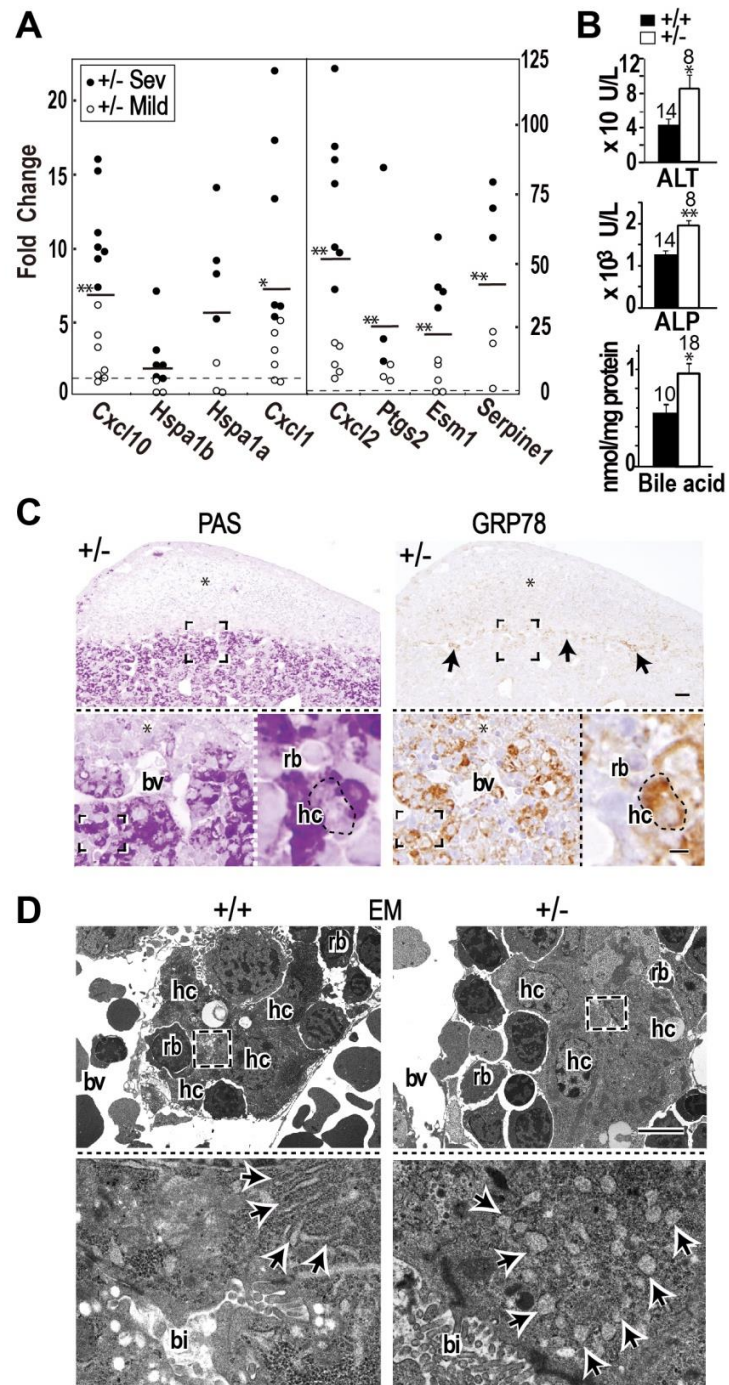 A
+/- Sev
+/- Mild
Fold Change
20
15
10
5
0
125
100
75
50
25
0
**
*
**
**
**
**
Cxcl10
Hspa1b
Hspa1a
Cxcl1
Cxcl2
Ptgs2
Esm1
Serpine1
B
+/+
+/-
x 10 U/L
12
8
4
0
14
8
*
ALT
x 10³ U/L
2
1
0
14
8
**
ALP
nmol/mg protein
1
0
10
18
*
Bile acid
C
PAS
GRP78
+/-
*
+/-
*
*
bv
rb
hc
*
bv
rb
hc
D
+/+
EM
+/-
rb
hc
hc
rb
hc
bv
hc
rb
hc
hc
hc
bv
rb
bi
bi